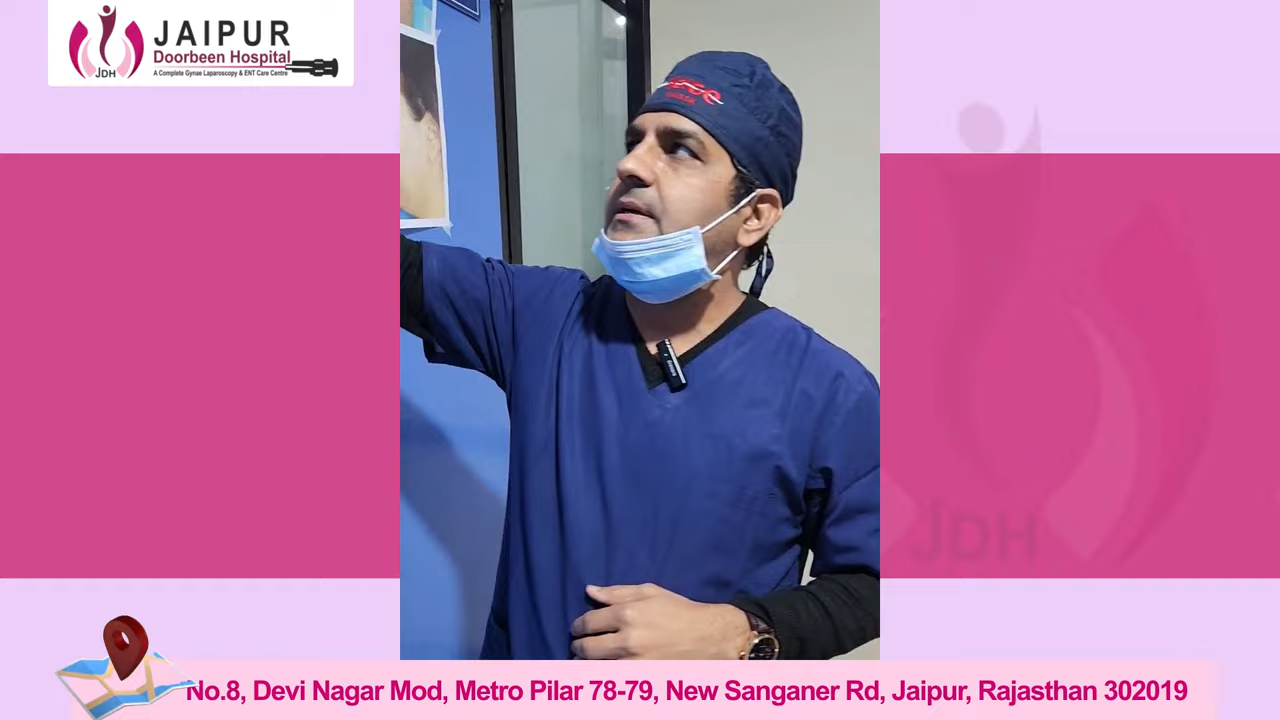 JAIPUR
Doorbeen Hospital
A Complete Gynae Laparoscopy & ENT Care Centre
JDH
JDH
No.8, Devi Nagar Mod, Metro Pilar 78-79, New Sanganer Rd, Jaipur, Rajasthan 302019